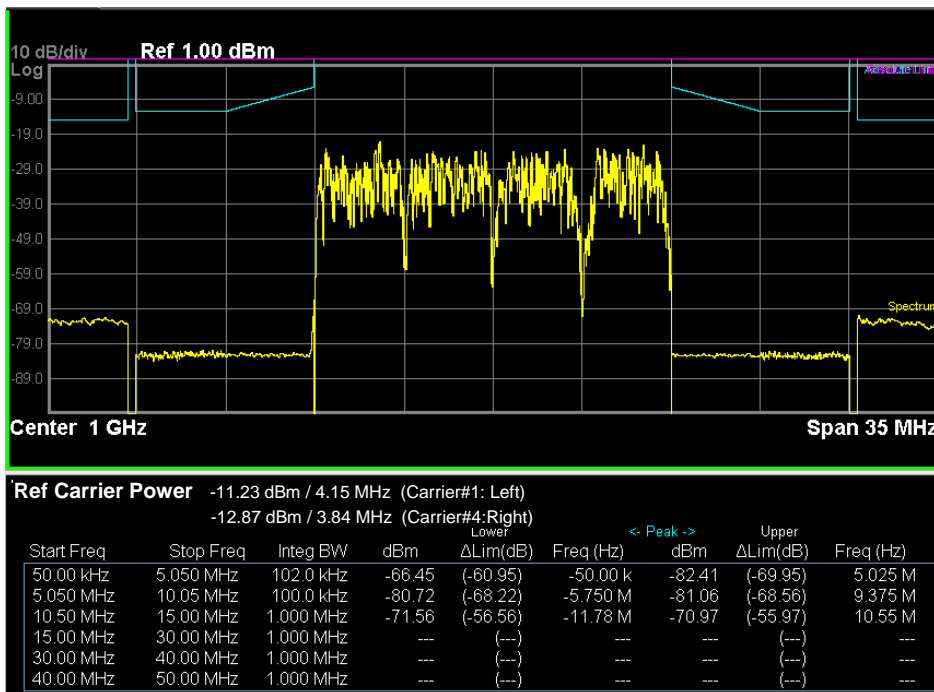 10 dB/div Ref 1.00 dBm
Log
-9.00
-19.0
-29.0
-39.0
-49.0
-59.0
-69.0
Spectrum
-79.0
-89.0
Center 1 GHz Span 35 MHz
Ref Carrier Power -11.23 dBm / 4.15 MHz (Carrier#1: Left)
-12.87 dBm / 3.84 MHz (Carrier#4:Right)
Lower <- Peak -> Upper
Start Freq Stop Freq Integ BW dBm ΔLim(dB) Freq (Hz) dBm ΔLim(dB) Freq (Hz)
50.00 kHz 5.050 MHz 102.0 kHz -66.45 (-60.95) -50.00 k -82.41 (-69.95) 5.025 M
5.050 MHz 10.05 MHz 100.0 kHz -80.72 (-68.22) -5.750 M -81.06 (-68.56) 9.375 M
10.50 MHz 15.00 MHz 1.000 MHz -71.56 (-56.56) -11.78 M -70.97 (-55.97) 10.55 M
15.00 MHz 30.00 MHz 1.000 MHz --- (---) --- --- (---) ---
30.00 MHz 40.00 MHz 1.000 MHz --- (---) --- --- (---) ---
40.00 MHz 50.00 MHz 1.000 MHz --- (---) --- --- (---) ---